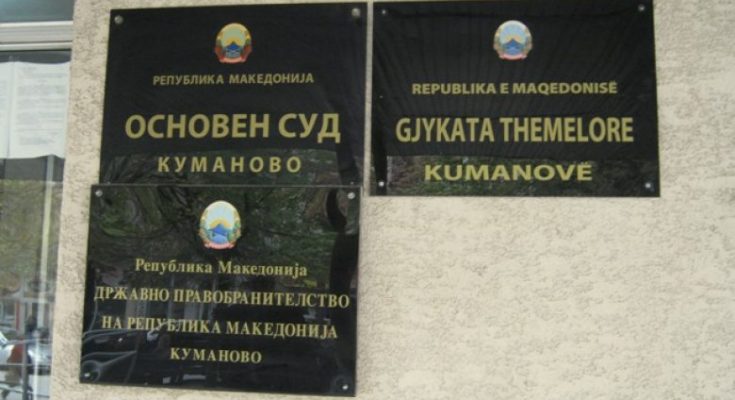 РЕПУБЛИКА МАКЕДОНИЈА
ОСНОВЕН СУД
КУМАНОВО
REPUBLIKA E MAQEDONISË
GJYKATA THEMELORE
KUMANOVË
Република Македонија
ДРЖАВНО ПРАВОБРАНИТЕЛСТВО
НА РЕПУБЛИКА МАКЕДОНИЈА
КУМАНОВО